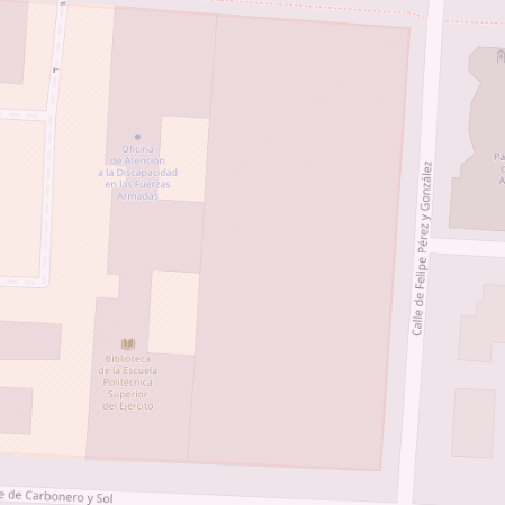 Oficina
de Atención
a la Discapacidad
en las Fuerzas
Armadas
Calle de Felipe Pérez y González
Biblioteca
de la Escuela
Politécnica
Superior
del Ejército
e de Carbonero y Sol